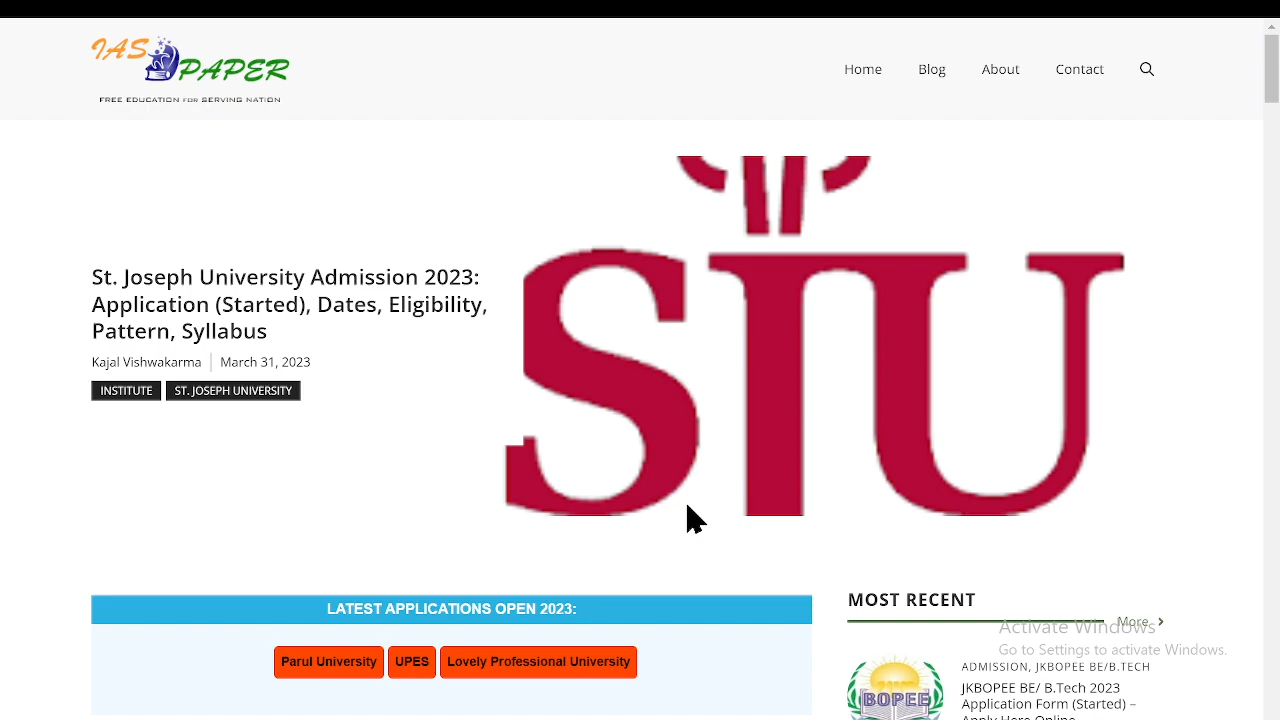 IAS PAPER
FREE EDUCATION FOR SERVING NATION
Home Blog About Contact
St. Joseph University Admission 2023:
Application (Started), Dates, Eligibility,
Pattern, Syllabus
Kajal Vishwakarma March 31, 2023
INSTITUTE ST. JOSEPH UNIVERSITY
LATEST APPLICATIONS OPEN 2023:
Parul University UPES Lovely Professional University
MOST RECENT
More
Activate Windows
Go to Settings to activate Windows.
ADMISSION, JKBOPEE BE/B.TECH
BOPEE
JKBOPEE BE/ B.Tech 2023
Application Form (Started) –
Apply Here Online